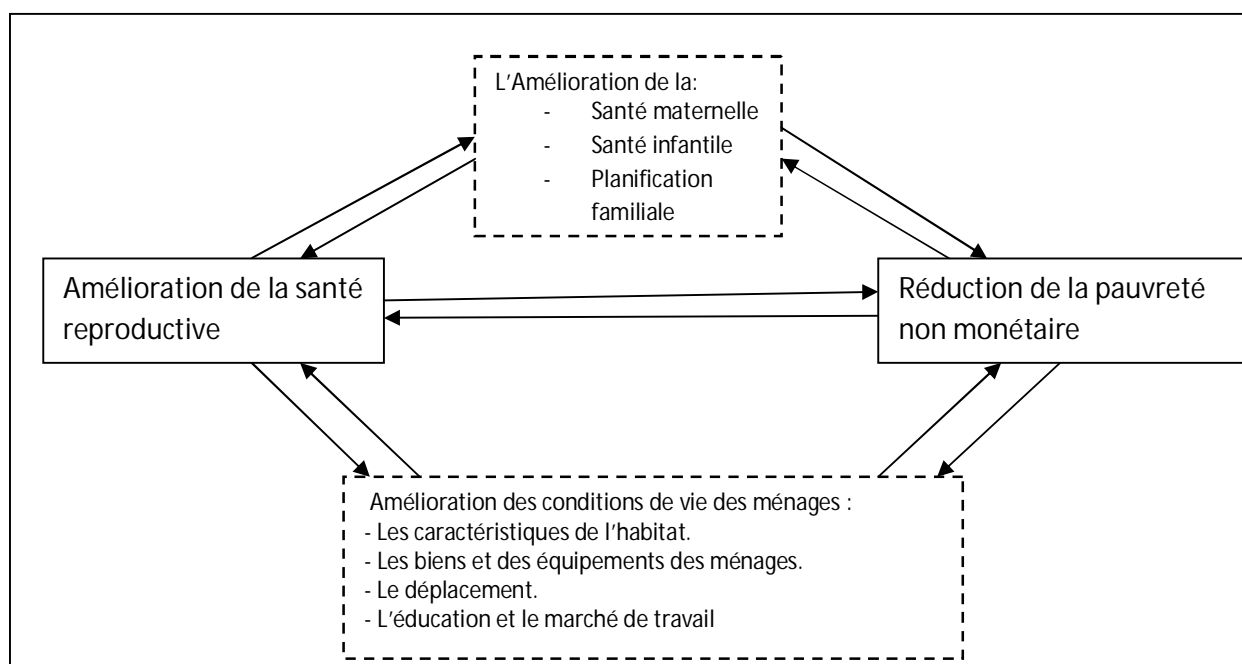 L'Amélioration de la:
- Santé maternelle
- Santé infantile
- Planification
familiale
Amélioration de la santé
reproductive
Réduction de la pauvreté
non monétaire
Amélioration des conditions de vie des ménages :
- Les caractéristiques de l'habitat.
- Les biens et des équipements des ménages.
- Le déplacement.
- L'éducation et le marché de travail